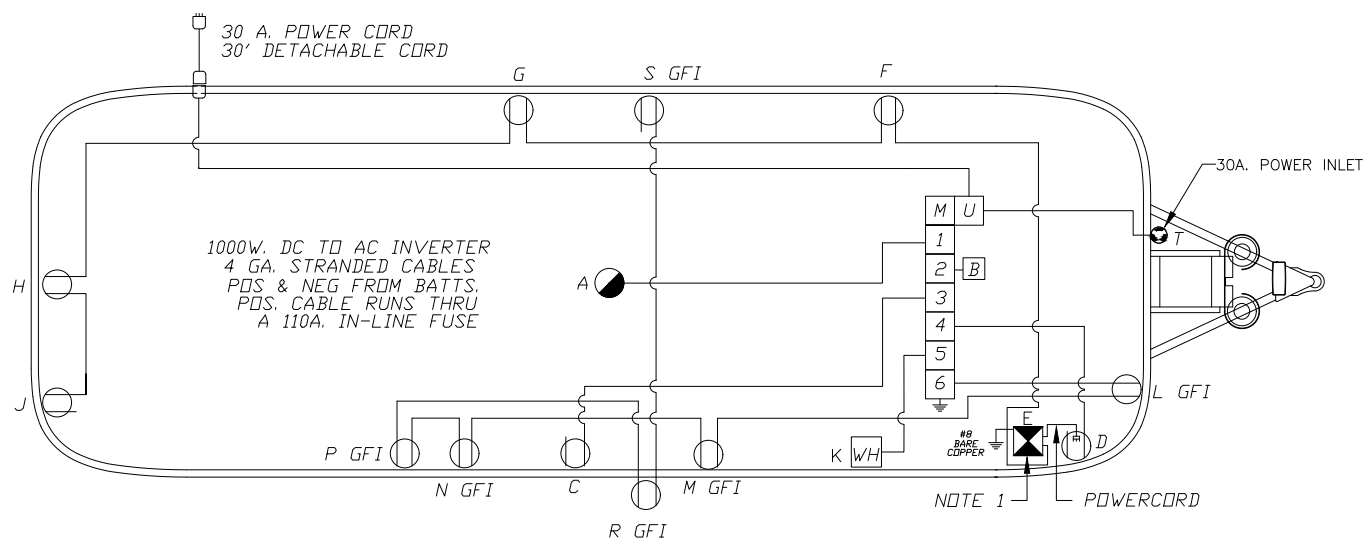 30 A. POWER CORD
30' DETACHABLE CORD
G
S GFI
F
30A. POWER INLET
M
U
T
1
2
B
3
4
5
6
1000W. DC TO AC INVERTER
4 GA. STRANDED CABLES
POS & NEG FROM BATTS.
POS. CABLE RUNS THRU
A 110A. IN-LINE FUSE
A
H
J
L GFI
E
D
#8
BARE
COPPER
P GFI
N GFI
C
M GFI
K
WH
R GFI
NOTE 1
POWERCORD